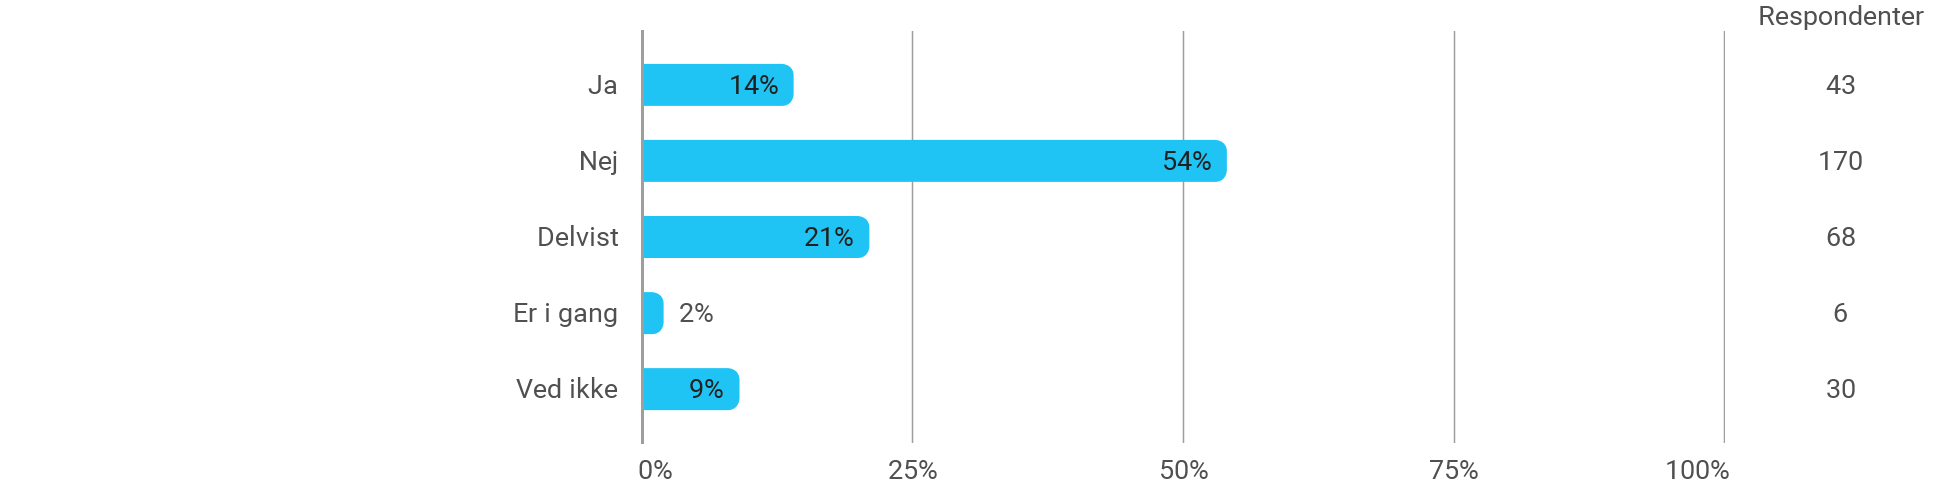 Respondenter
Ja 14% 43
Nej 54% 170
Delvist 21% 68
Er i gang 2% 6
Ved ikke 9% 30
0% 25% 50% 75% 100%